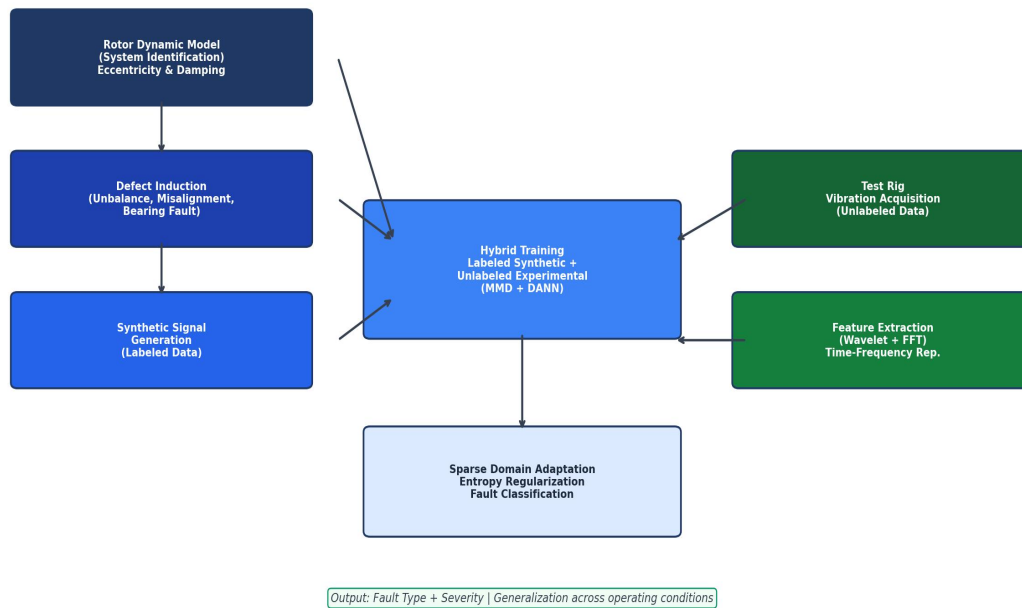 Rotor Dynamic Model
(System Identification)
Eccentricity & Damping
Defect Induction
(Unbalance, Misalignment,
Bearing Fault)
Synthetic Signal
Generation
(Labeled Data)
Hybrid Training
Labeled Synthetic +
Unlabeled Experimental
(MMD + DANN)
Test Rig
Vibration Acquisition
(Unlabeled Data)
Feature Extraction
(Wavelet + FFT)
Time-Frequency Rep.
Sparse Domain Adaptation
Entropy Regularization
Fault Classification
Output: Fault Type + Severity | Generalization across operating conditions